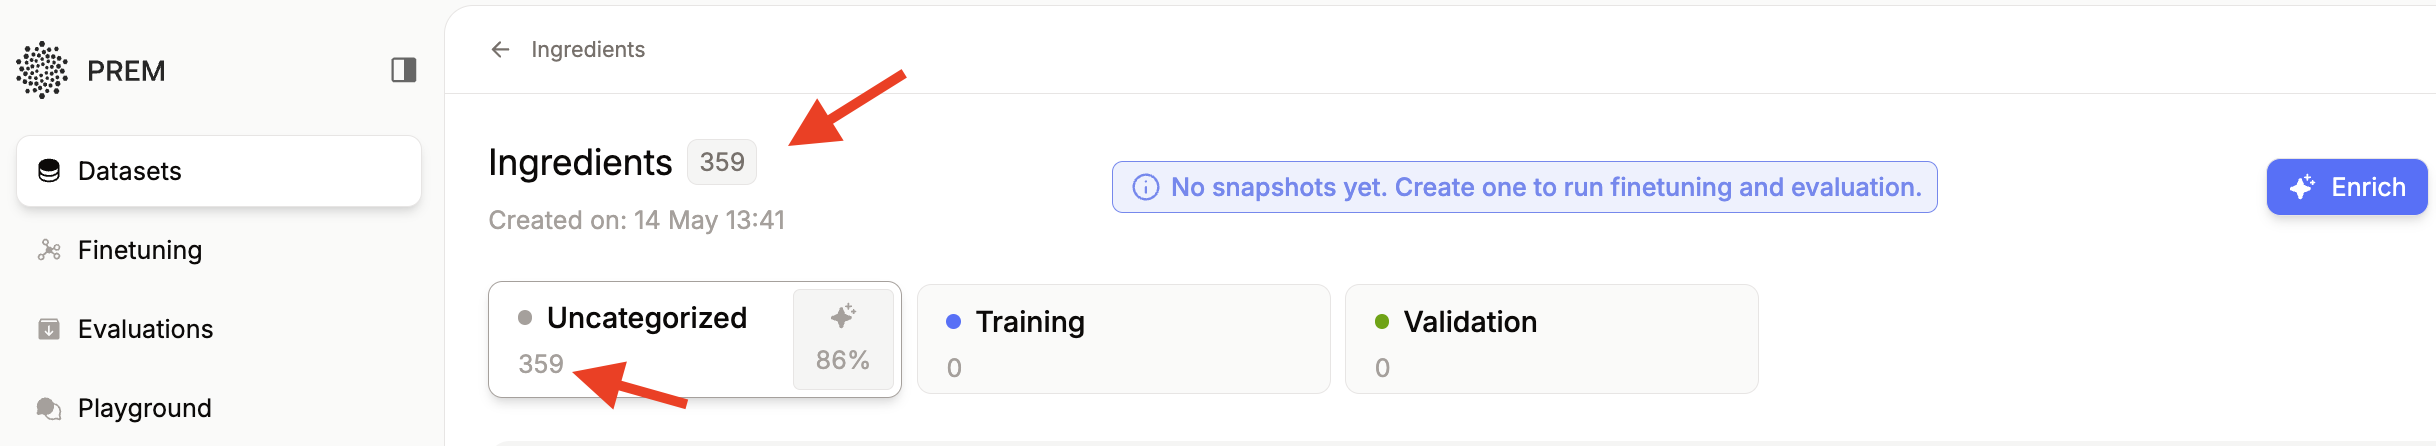 PREM
Datasets
Finetuning
Evaluations
Playground
Ingredients
Ingredients 359
Created on: 14 May 13:41
No snapshots yet. Create one to run finetuning and evaluation.
Enrich
Uncategorized
359
86%
Training
0
Validation
0